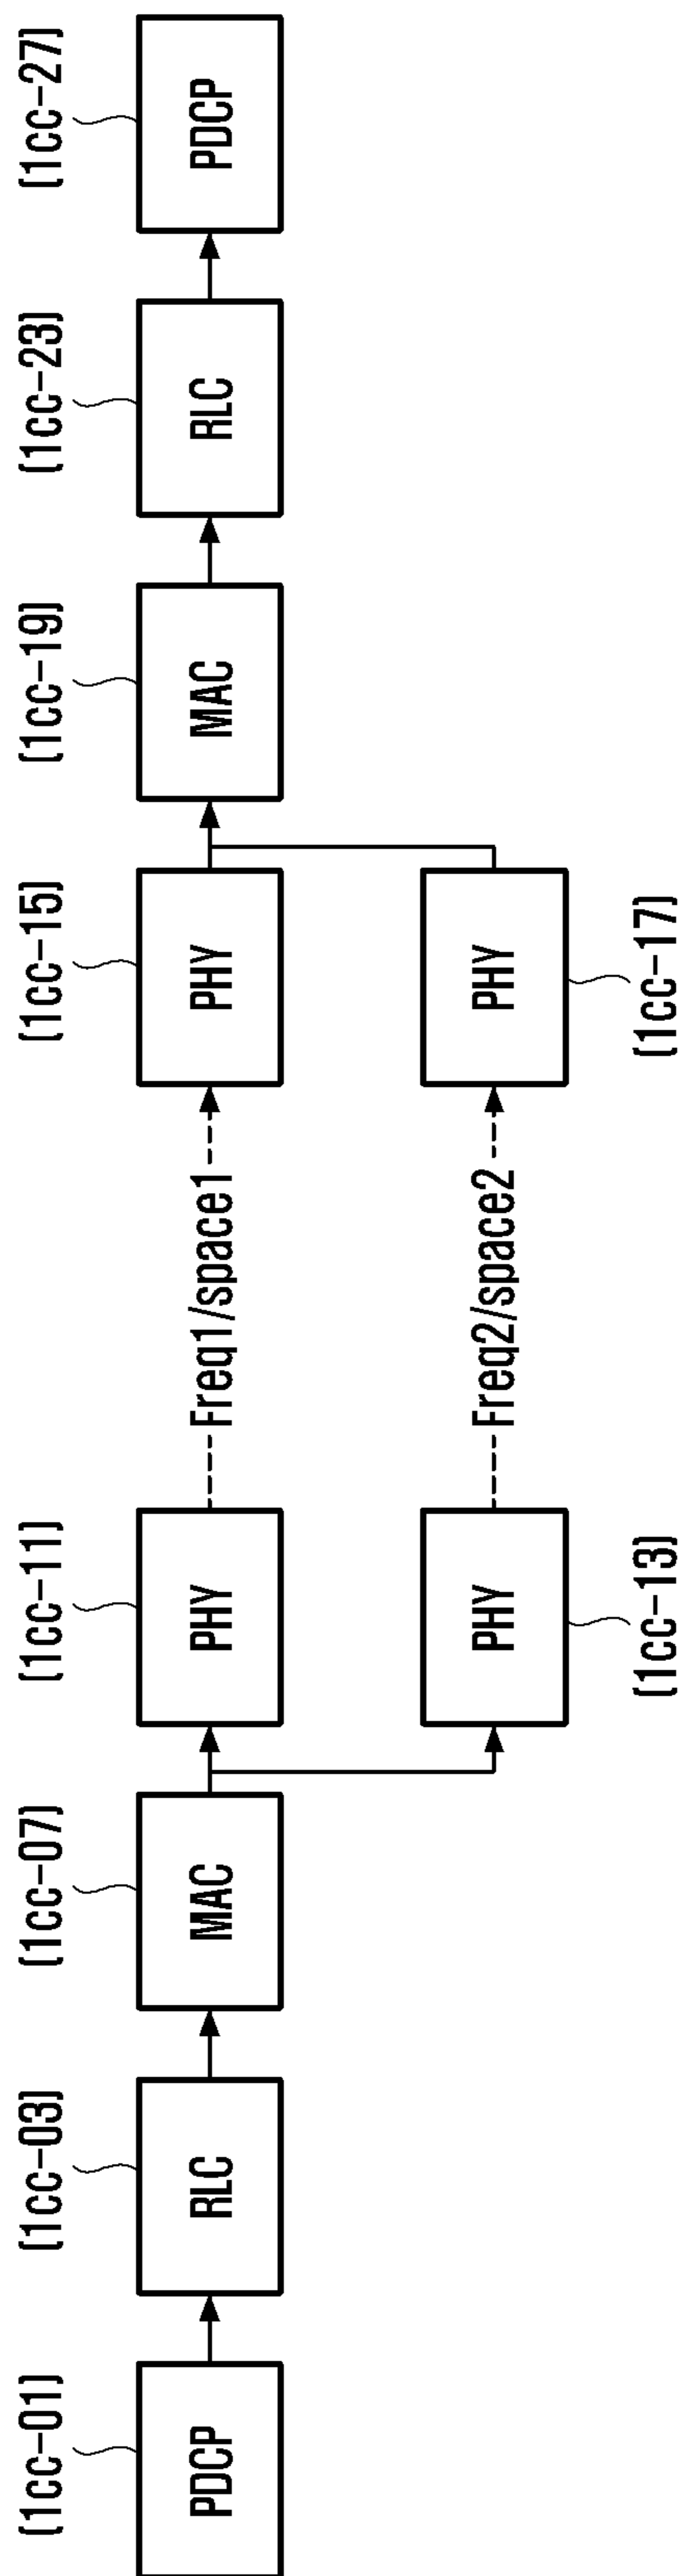 (1cc-01)
PDCP
(1cc-03)
RLC
(1cc-07)
MAC
(1cc-11)
PHY
Freq1/space1
(1cc-15)
PHY
(1cc-19)
MAC
(1cc-23)
RLC
(1cc-27)
PDCP
PHY
(1cc-13)
Freq2/space2
PHY
(1cc-17)